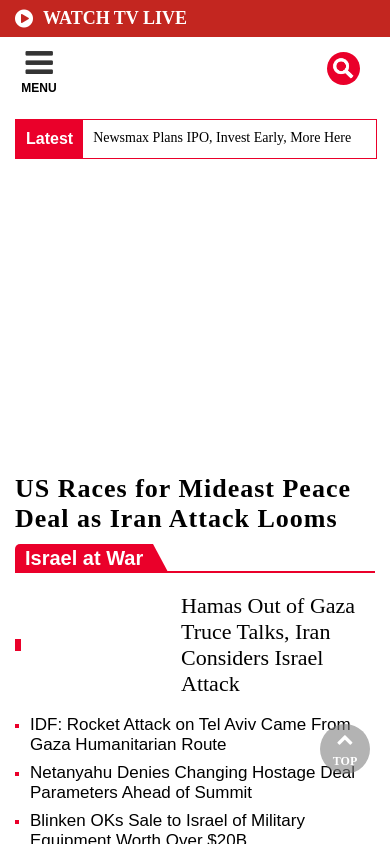 WATCH TV LIVE
MENU
Latest
Newsmax Plans IPO, Invest Early, More Here
US Races for Mideast Peace
Deal as Iran Attack Looms
Israel at War
Hamas Out of Gaza
Truce Talks, Iran
Considers Israel
Attack
IDF: Rocket Attack on Tel Aviv Came From
Gaza Humanitarian Route
TOP
Netanyahu Denies Changing Hostage Deal
Parameters Ahead of Summit
Blinken OKs Sale to Israel of Military
Equipment Worth Over $20B